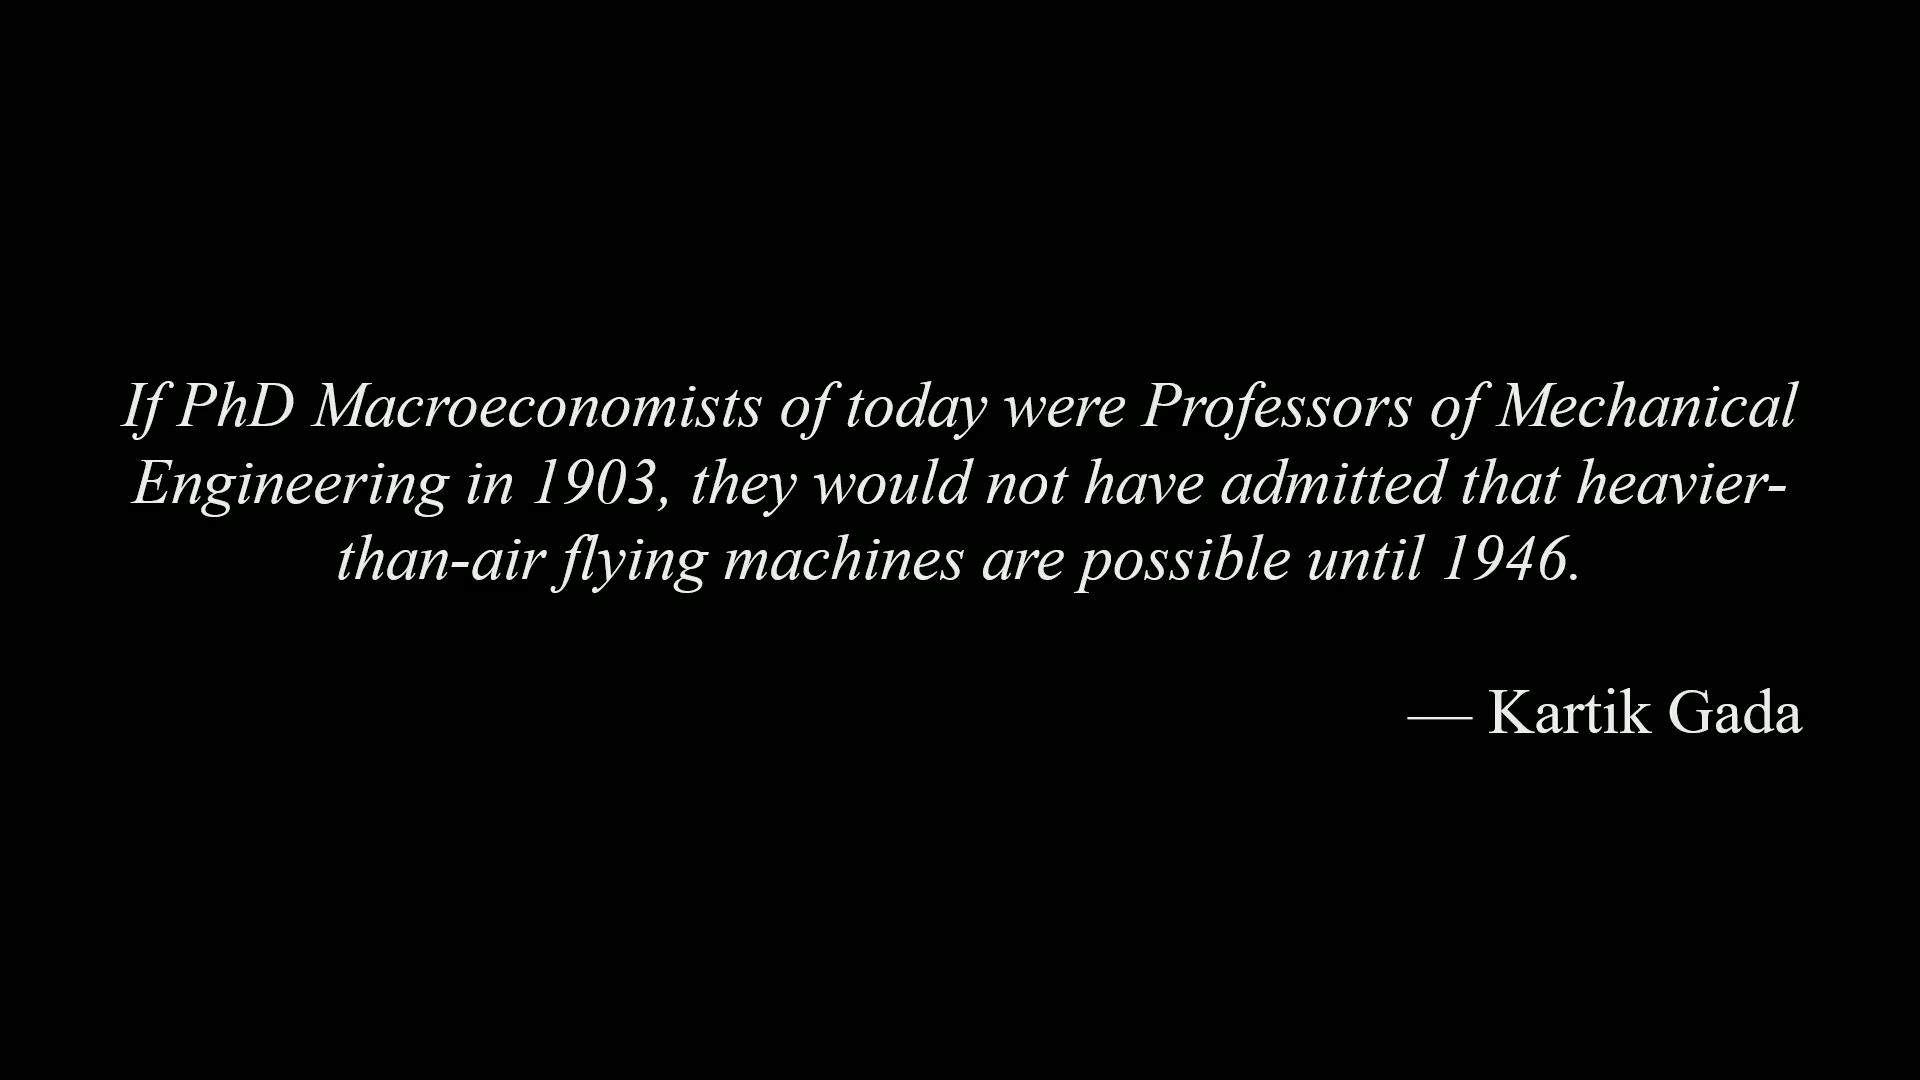 If PhD Macroeconomists of today were Professors of Mechanical
Engineering in 1903, they would not have admitted that heavier-
than-air flying machines are possible until 1946.
— Kartik Gada